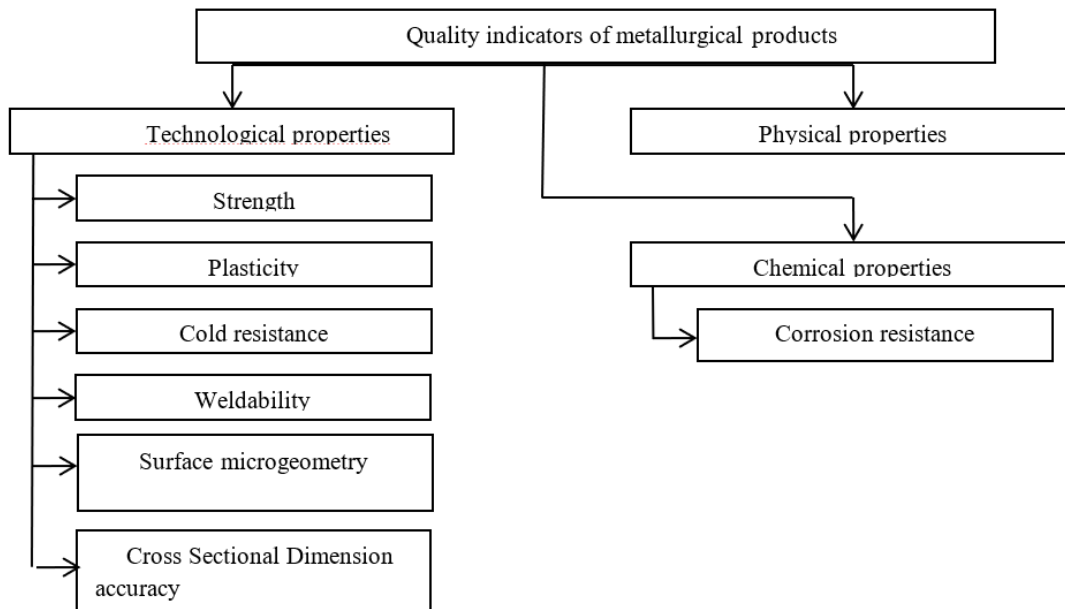 Quality indicators of metallurgical products
Technological properties
Physical properties
Strength
Plasticity
Chemical properties
Cold resistance
Corrosion resistance
Weldability
Surface microgeometry
Cross Sectional Dimension
accuracy